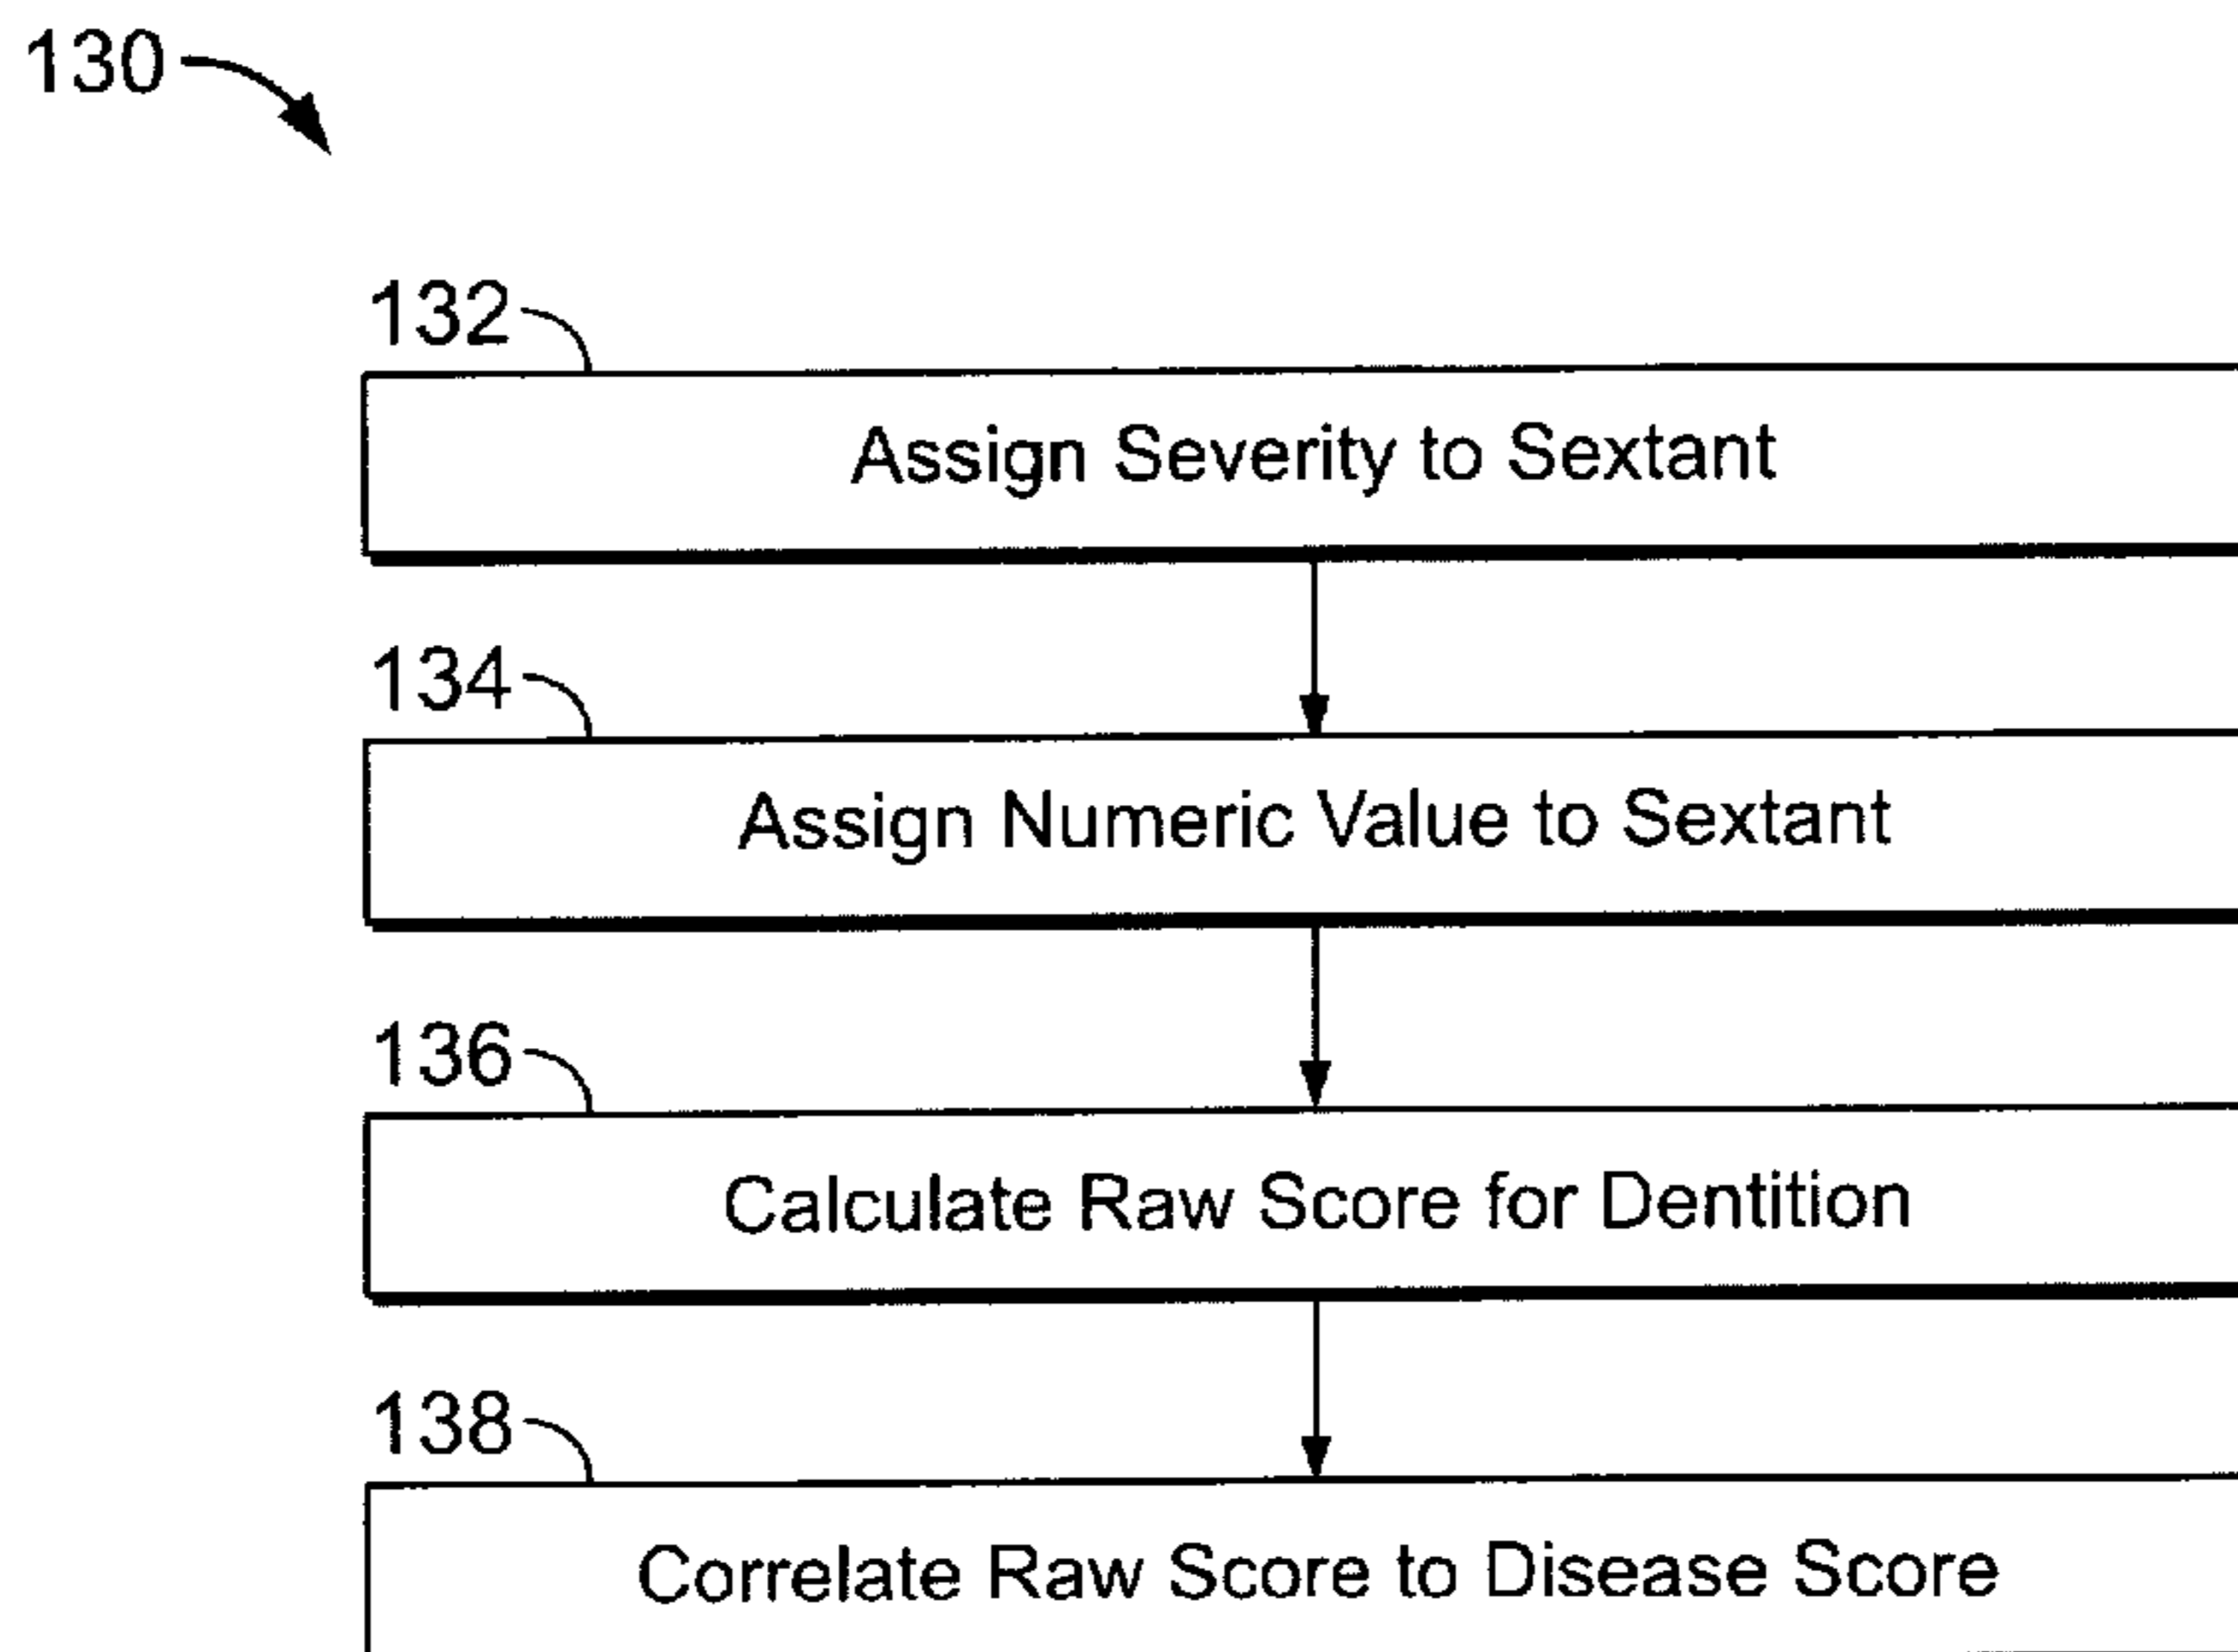 130
132
Assign Severity to Sextant
134
Assign Numeric Value to Sextant
136
Calculate Raw Score for Dentition
138
Correlate Raw Score to Disease Score